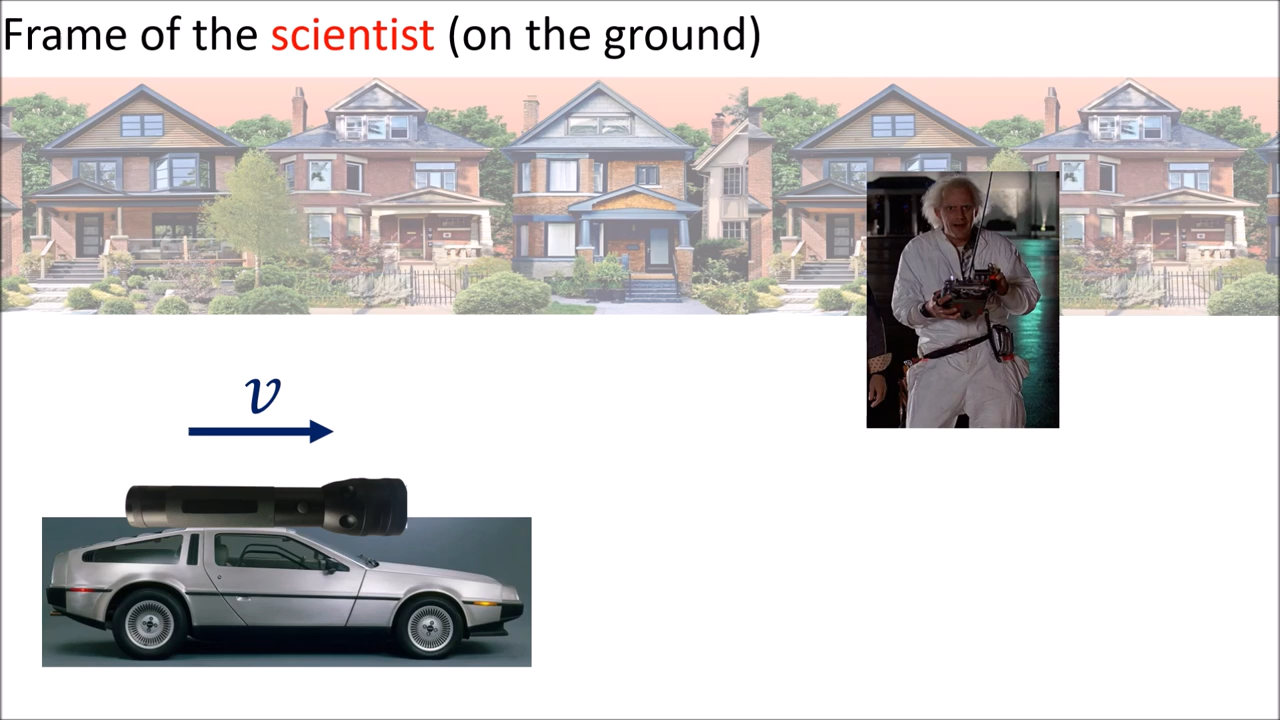 Frame of the scientist (on the ground)
v